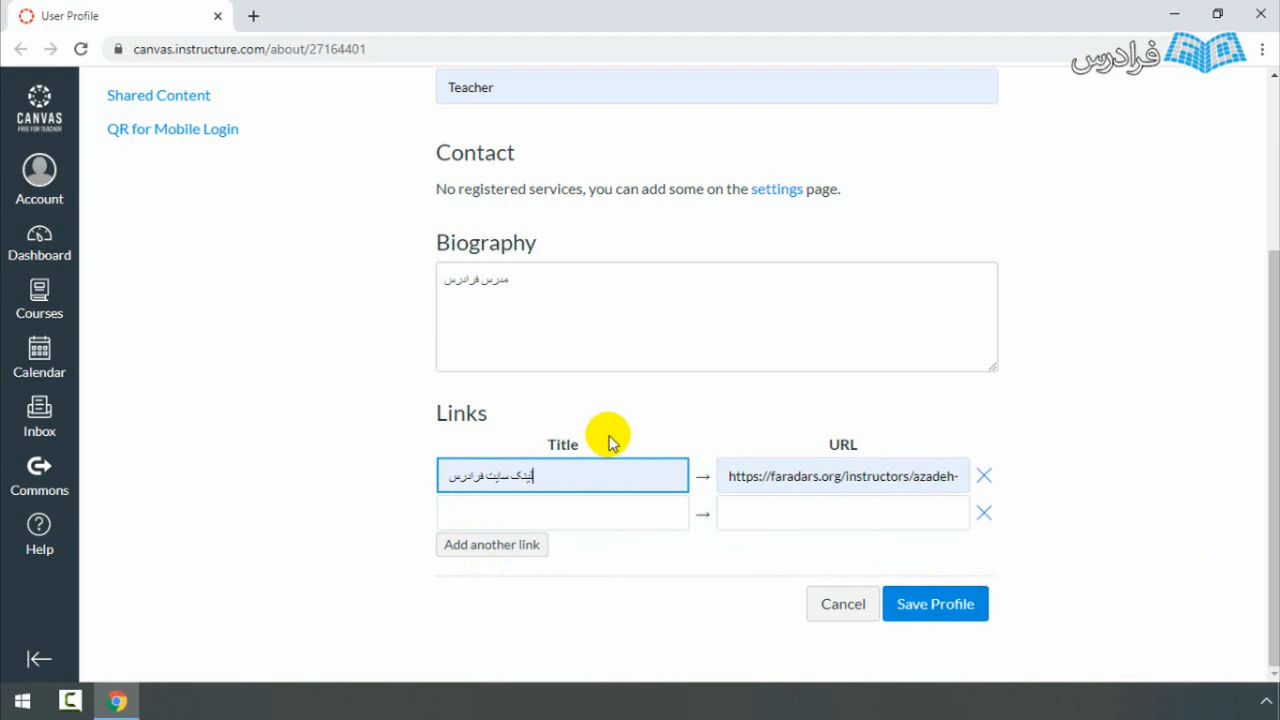 User Profile
canvas.instructure.com/about/27164401
فرادرس
CANVAS
FREE FOR TEACHER
Account
Dashboard
Courses
Calendar
Inbox
Commons
Help
Shared Content
QR for Mobile Login
Teacher
Contact
No registered services, you can add some on the settings page.
Biography
مدرس فرادرس
Links
Title URL
لینک سایت فرادرس → https://faradars.org/instructors/azadeh-
→
Add another link
Cancel Save Profile